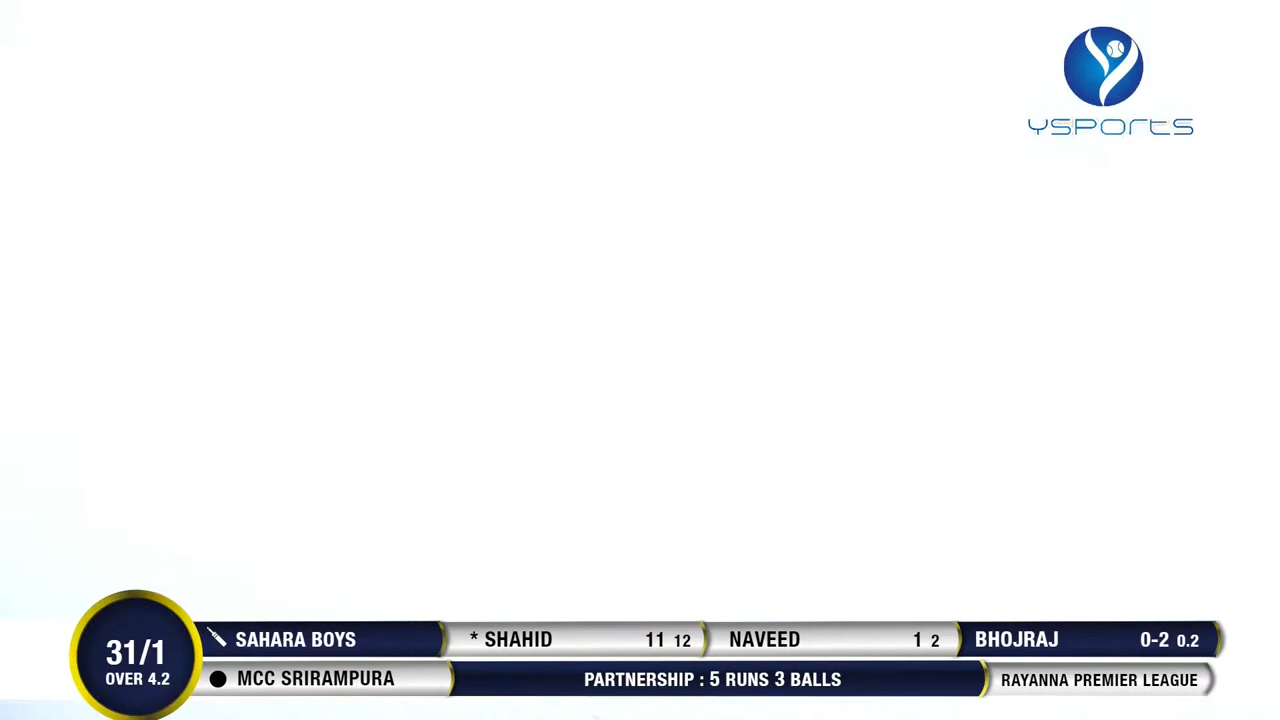 YSPORTS
31/1
OVER 4.2
SAHARA BOYS
* SHAHID 11 12
NAVEED 1 2
BHOJRAJ 0-2 0.2
MCC SRIRAMPURA
PARTNERSHIP : 5 RUNS 3 BALLS
RAYANNA PREMIER LEAGUE